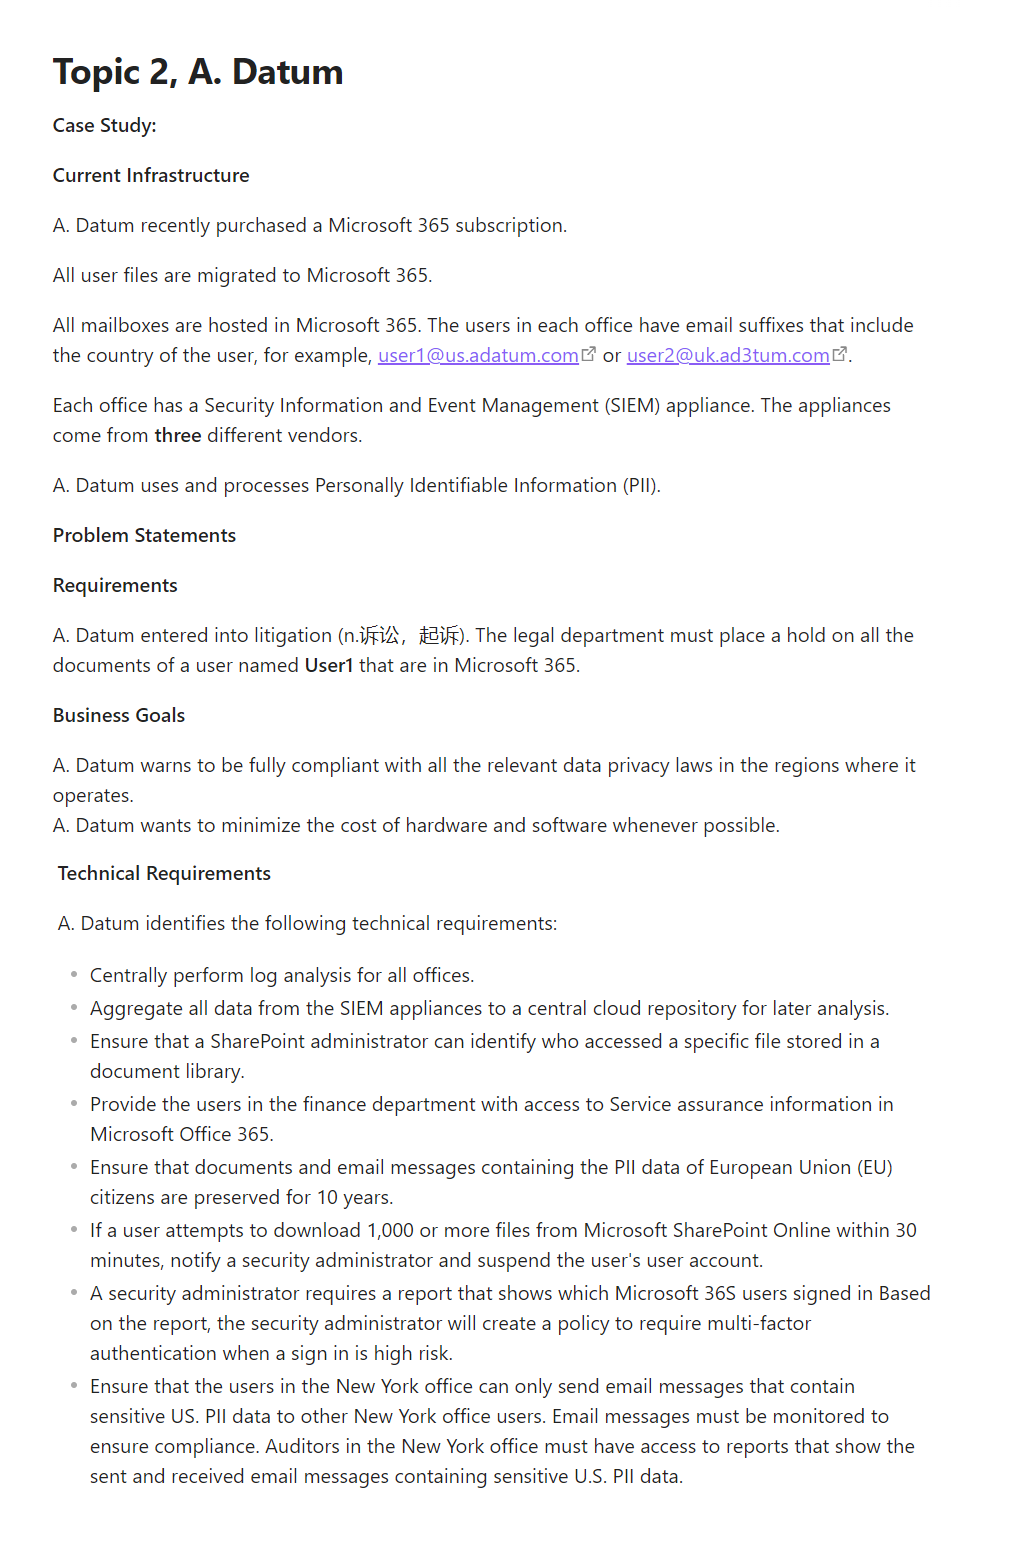 Topic 2, A. Datum
Case Study:
Current Infrastructure
A. Datum recently purchased a Microsoft 365 subscription.
All user files are migrated to Microsoft 365.
All mailboxes are hosted in Microsoft 365. The users in each office have email suffixes that include
the country of the user, for example, user1@us.adatum.com or user2@uk.ad3tum.com.
Each office has a Security Information and Event Management (SIEM) appliance. The appliances
come from three different vendors.
A. Datum uses and processes Personally Identifiable Information (PII).
Problem Statements
Requirements
A. Datum entered into litigation (n.诉讼，起诉). The legal department must place a hold on all the
documents of a user named User1 that are in Microsoft 365.
Business Goals
A. Datum warns to be fully compliant with all the relevant data privacy laws in the regions where it
operates.
A. Datum wants to minimize the cost of hardware and software whenever possible.
Technical Requirements
A. Datum identifies the following technical requirements:
• Centrally perform log analysis for all offices.
• Aggregate all data from the SIEM appliances to a central cloud repository for later analysis.
• Ensure that a SharePoint administrator can identify who accessed a specific file stored in a
document library.
• Provide the users in the finance department with access to Service assurance information in
Microsoft Office 365.
• Ensure that documents and email messages containing the PII data of European Union (EU)
citizens are preserved for 10 years.
• If a user attempts to download 1,000 or more files from Microsoft SharePoint Online within 30
minutes, notify a security administrator and suspend the user's user account.
• A security administrator requires a report that shows which Microsoft 36S users signed in Based
on the report, the security administrator will create a policy to require multi-factor
authentication when a sign in is high risk.
• Ensure that the users in the New York office can only send email messages that contain
sensitive US. PII data to other New York office users. Email messages must be monitored to
ensure compliance. Auditors in the New York office must have access to reports that show the
sent and received email messages containing sensitive U.S. PII data.